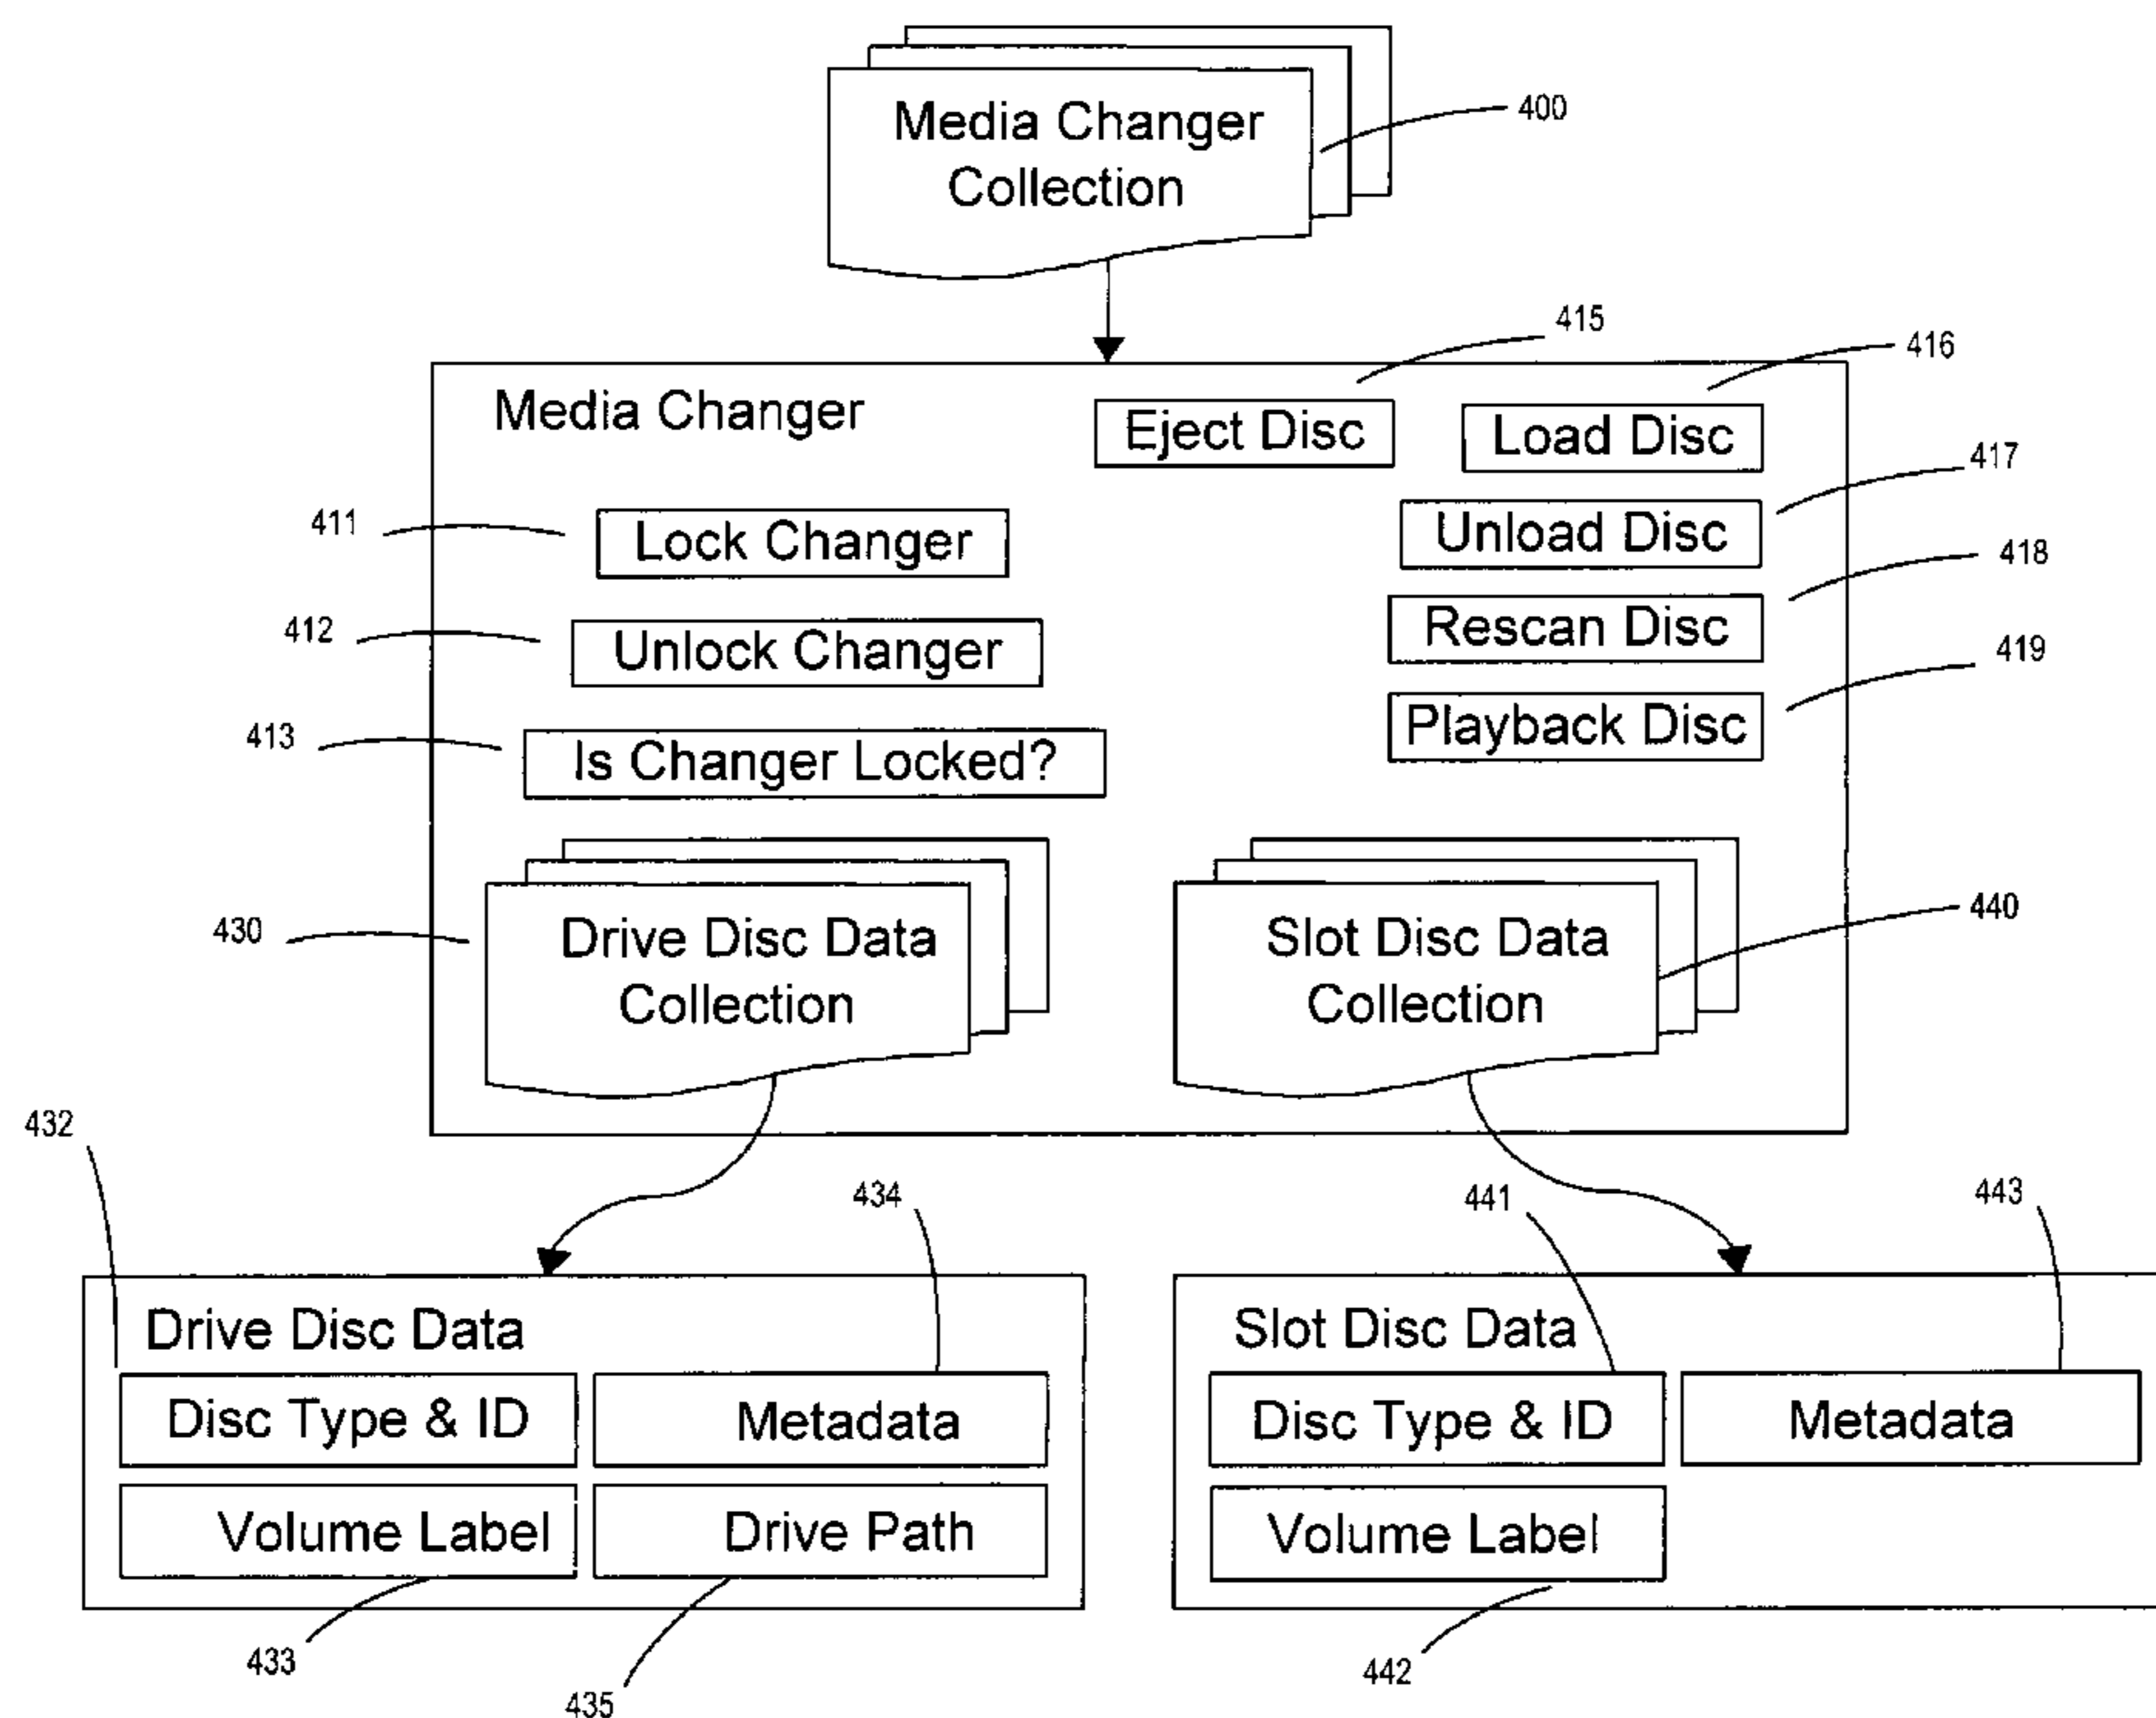 Media Changer
Collection
400
415
416
Media Changer
Eject Disc
Load Disc
417
411
Lock Changer
Unload Disc
418
412
Unlock Changer
Rescan Disc
419
413
Is Changer Locked?
Playback Disc
430
Drive Disc Data
Collection
Slot Disc Data
Collection
440
432
434
441
443
Drive Disc Data
Disc Type & ID
Metadata
Volume Label
Drive Path
433
435
Slot Disc Data
Disc Type & ID
Metadata
Volume Label
442